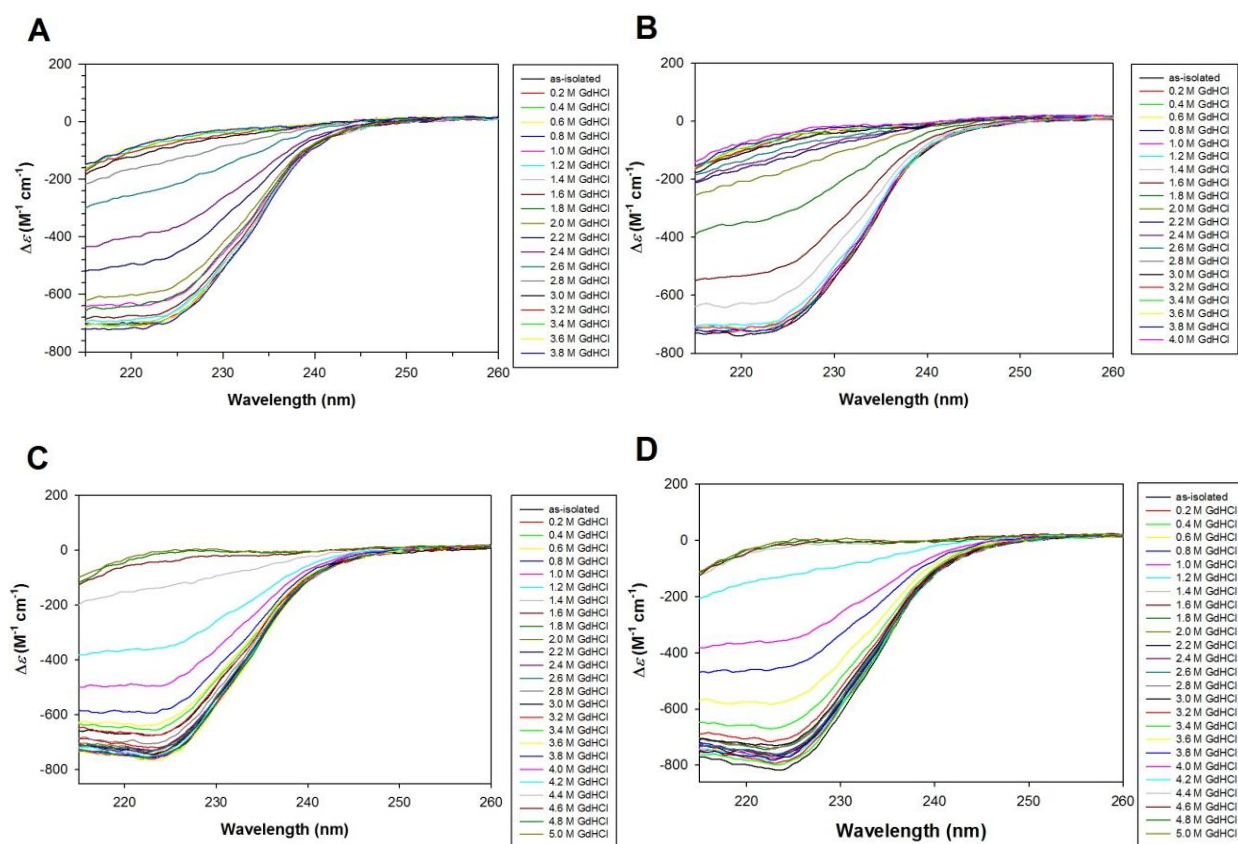 A
200
0
-200
-400
-600
-800
Δε (M⁻¹ cm⁻¹)
220 230 240 250 260
Wavelength (nm)
as-isolated
0.2 M GdHCl
0.4 M GdHCl
0.6 M GdHCl
0.8 M GdHCl
1.0 M GdHCl
1.2 M GdHCl
1.4 M GdHCl
1.6 M GdHCl
1.8 M GdHCl
2.0 M GdHCl
2.2 M GdHCl
2.4 M GdHCl
2.6 M GdHCl
2.8 M GdHCl
3.0 M GdHCl
3.2 M GdHCl
3.4 M GdHCl
3.6 M GdHCl
3.8 M GdHCl
B
200
0
-200
-400
-600
-800
Δε (M⁻¹ cm⁻¹)
220 230 240 250 260
Wavelength (nm)
as-isolated
0.2 M GdHCl
0.4 M GdHCl
0.6 M GdHCl
0.8 M GdHCl
1.0 M GdHCl
1.2 M GdHCl
1.4 M GdHCl
1.6 M GdHCl
1.8 M GdHCl
2.0 M GdHCl
2.2 M GdHCl
2.4 M GdHCl
2.6 M GdHCl
2.8 M GdHCl
3.0 M GdHCl
3.2 M GdHCl
3.4 M GdHCl
3.6 M GdHCl
3.8 M GdHCl
4.0 M GdHCl
C
200
0
-200
-400
-600
-800
Δε (M⁻¹ cm⁻¹)
220 230 240 250 260
Wavelength (nm)
as-isolated
0.2 M GdHCl
0.4 M GdHCl
0.6 M GdHCl
0.8 M GdHCl
1.0 M GdHCl
1.2 M GdHCl
1.4 M GdHCl
1.6 M GdHCl
1.8 M GdHCl
2.0 M GdHCl
2.2 M GdHCl
2.4 M GdHCl
2.6 M GdHCl
2.8 M GdHCl
3.0 M GdHCl
3.2 M GdHCl
3.4 M GdHCl
3.6 M GdHCl
3.8 M GdHCl
4.0 M GdHCl
4.2 M GdHCl
4.4 M GdHCl
4.6 M GdHCl
4.8 M GdHCl
5.0 M GdHCl
D
200
0
-200
-400
-600
-800
Δε (M⁻¹ cm⁻¹)
220 230 240 250 260
Wavelength (nm)
as-isolated
0.2 M GdHCl
0.4 M GdHCl
0.6 M GdHCl
0.8 M GdHCl
1.0 M GdHCl
1.2 M GdHCl
1.4 M GdHCl
1.6 M GdHCl
1.8 M GdHCl
2.0 M GdHCl
2.2 M GdHCl
2.4 M GdHCl
2.6 M GdHCl
2.8 M GdHCl
3.0 M GdHCl
3.2 M GdHCl
3.4 M GdHCl
3.6 M GdHCl
3.8 M GdHCl
4.0 M GdHCl
4.2 M GdHCl
4.4 M GdHCl
4.6 M GdHCl
4.8 M GdHCl
5.0 M GdHCl